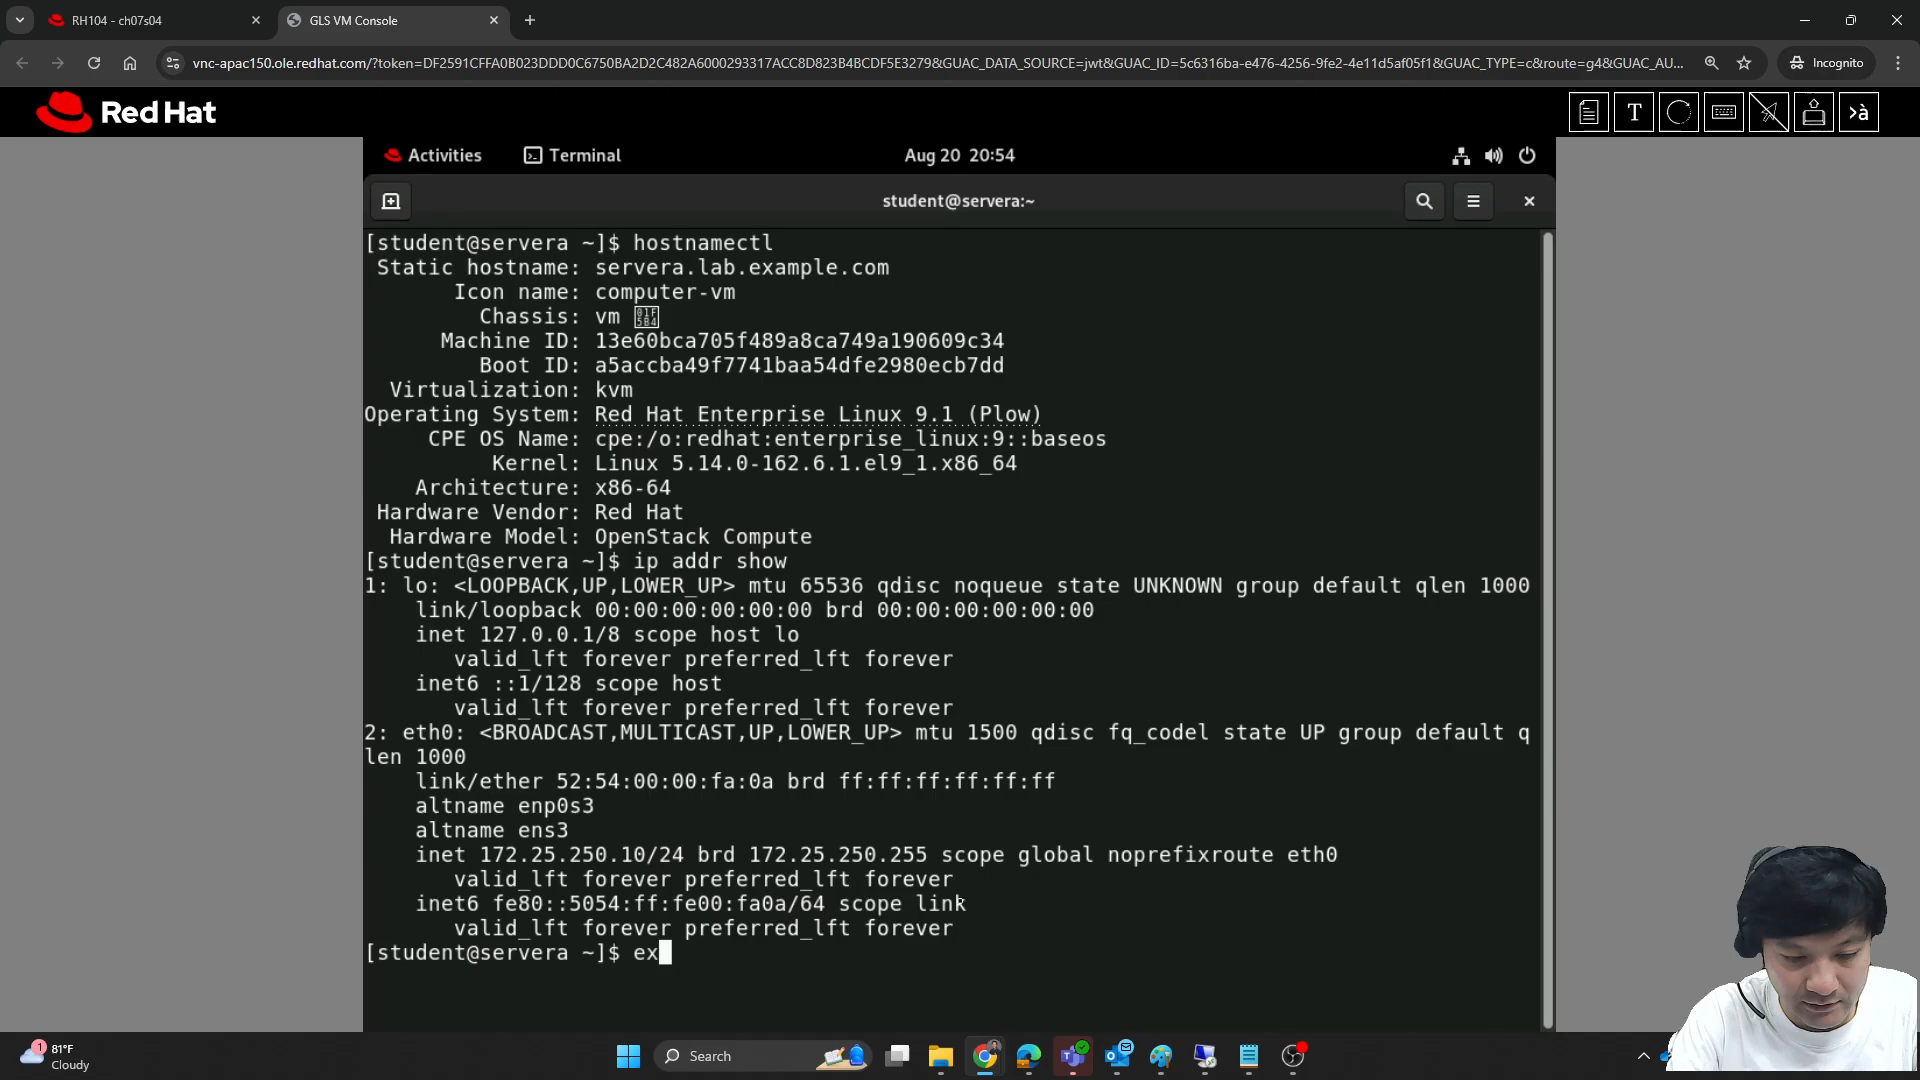 RH104 - ch07s04
GLS VM Console
vnc-apac150.ole.redhat.com/?token=DF2591CFFA0B023DDD0C6750BA2D2C482A6000293317ACC8D823B4BCDF5E3279&GUAC_DATA_SOURCE=jwt&GUAC_ID=5c6316ba-e476-4256-9fe2-4e11d5af05f1&GUAC_TYPE=c&route=g4&GUAC_AU...
Incognito
Red Hat
T
>à
Activities
Terminal
Aug 20 20:54
student@servera:~
[student@servera ~]$ hostnamectl
Static hostname: servera.lab.example.com
Icon name: computer-vm
Chassis: vm
Machine ID: 13e60bca705f489a8ca749a190609c34
Boot ID: a5accba49f7741baa54dfe2980ecb7dd
Virtualization: kvm
Operating System: Red Hat Enterprise Linux 9.1 (Plow)
CPE OS Name: cpe:/o:redhat:enterprise_linux:9::baseos
Kernel: Linux 5.14.0-162.6.1.el9_1.x86_64
Architecture: x86-64
Hardware Vendor: Red Hat
Hardware Model: OpenStack Compute
[student@servera ~]$ ip addr show
1: lo: <LOOPBACK,UP,LOWER_UP> mtu 65536 qdisc noqueue state UNKNOWN group default qlen 1000
link/loopback 00:00:00:00:00:00 brd 00:00:00:00:00:00
inet 127.0.0.1/8 scope host lo
valid_lft forever preferred_lft forever
inet6 ::1/128 scope host
valid_lft forever preferred_lft forever
2: eth0: <BROADCAST,MULTICAST,UP,LOWER_UP> mtu 1500 qdisc fq_codel state UP group default q
len 1000
link/ether 52:54:00:00:fa:0a brd ff:ff:ff:ff:ff:ff
altname enp0s3
altname ens3
inet 172.25.250.10/24 brd 172.25.250.255 scope global noprefixroute eth0
valid_lft forever preferred_lft forever
inet6 fe80::5054:ff:fe00:fa0a/64 scope link
valid_lft forever preferred_lft forever
[student@servera ~]$ ex
1
81°F
Cloudy
Search